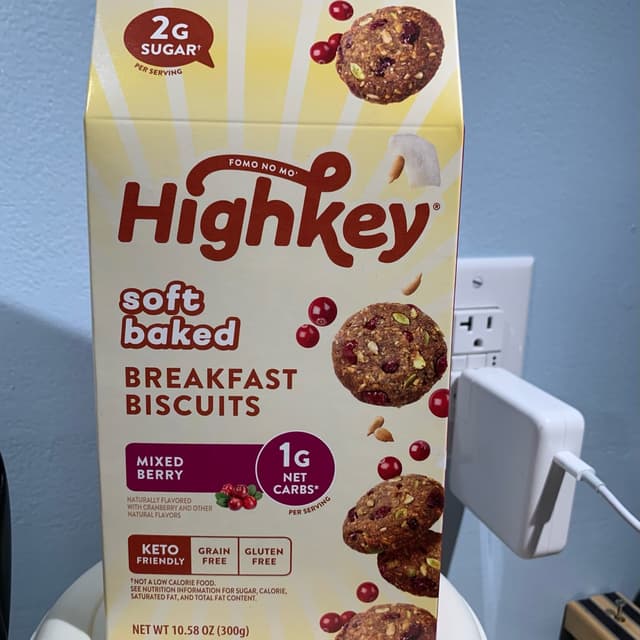 2G
SUGAR†
PER SERVING
FOMO NO MO'
Highkey®
soft
baked
BREAKFAST
BISCUITS
MIXED
BERRY
1G
NET
CARBS*
PER SERVING
NATURALLY FLAVORED
WITH CRANBERRY AND OTHER
NATURAL FLAVORS
KETO
FRIENDLY
GRAIN
FREE
GLUTEN
FREE
†NOT A LOW CALORIE FOOD.
SEE NUTRITION INFORMATION FOR SUGAR, CALORIE,
SATURATED FAT, AND TOTAL FAT CONTENT.
NET WT 10.58 OZ (300g)